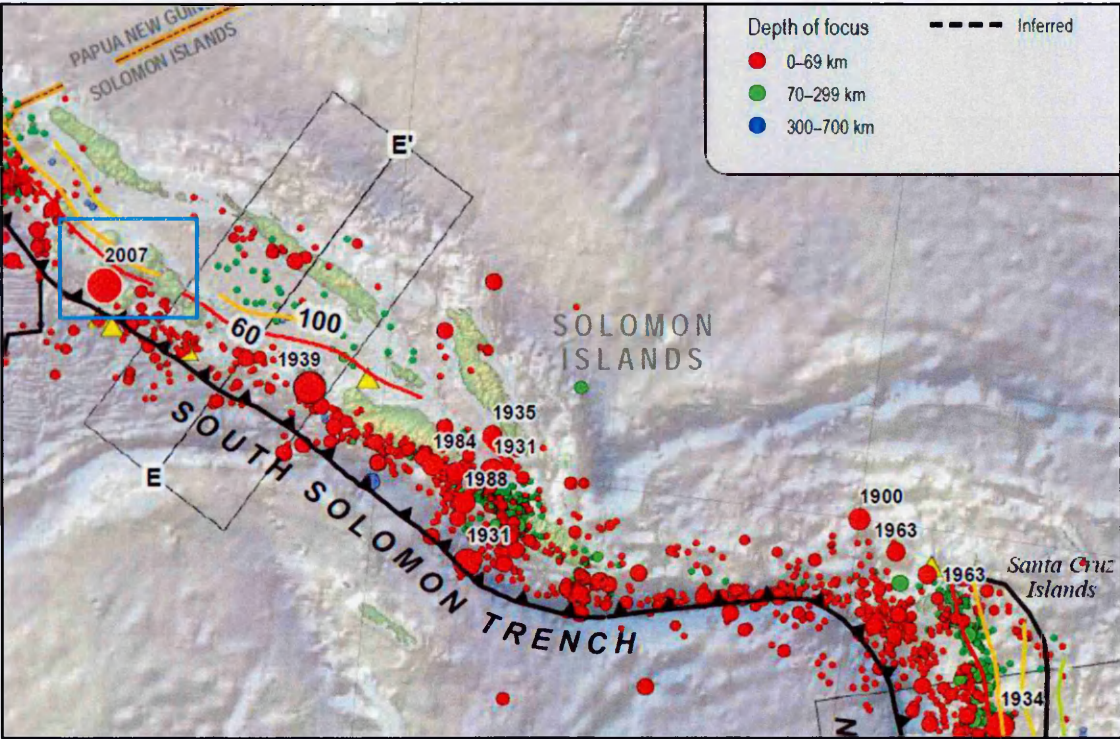 PAPUA NEW GUIN
SOLOMON ISLANDS
Depth of focus
0–69 km
70–299 km
300–700 km
Inferred
E'
2007
60
100
1939
SOLOMON
ISLANDS
1935
1984
1931
1988
E
SOUTH SOLOMON TRENCH
1931
1900
1963
1963
Santa Cruz
Islands
1934
N